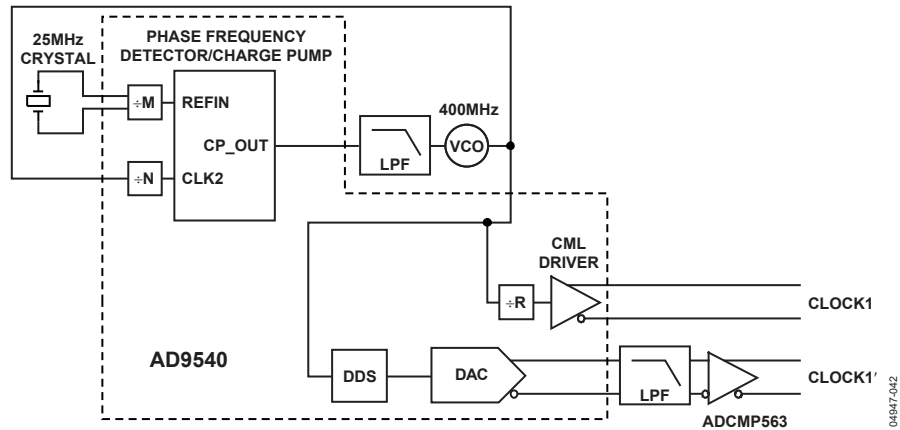 PHASE FREQUENCY
DETECTOR/CHARGE PUMP
25MHz
CRYSTAL
÷M
REFIN
CP_OUT
÷N
CLK2
LPF
400MHz
VCO
CML
DRIVER
÷R
CLOCK1
AD9540
DDS
DAC
LPF
CLOCK1′
ADCMP563
04947-042